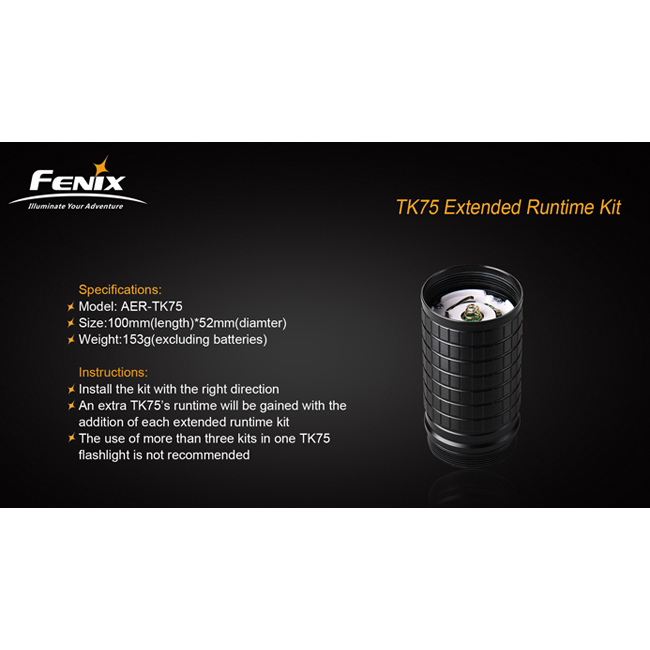 FENIX
Illuminate Your Adventure
TK75 Extended Runtime Kit
Specifications:
Model: AER-TK75
Size:100mm(length)*52mm(diamter)
Weight:153g(excluding batteries)
Instructions:
Install the kit with the right direction
An extra TK75's runtime will be gained with the
addition of each extended runtime kit
The use of more than three kits in one TK75
flashlight is not recommended